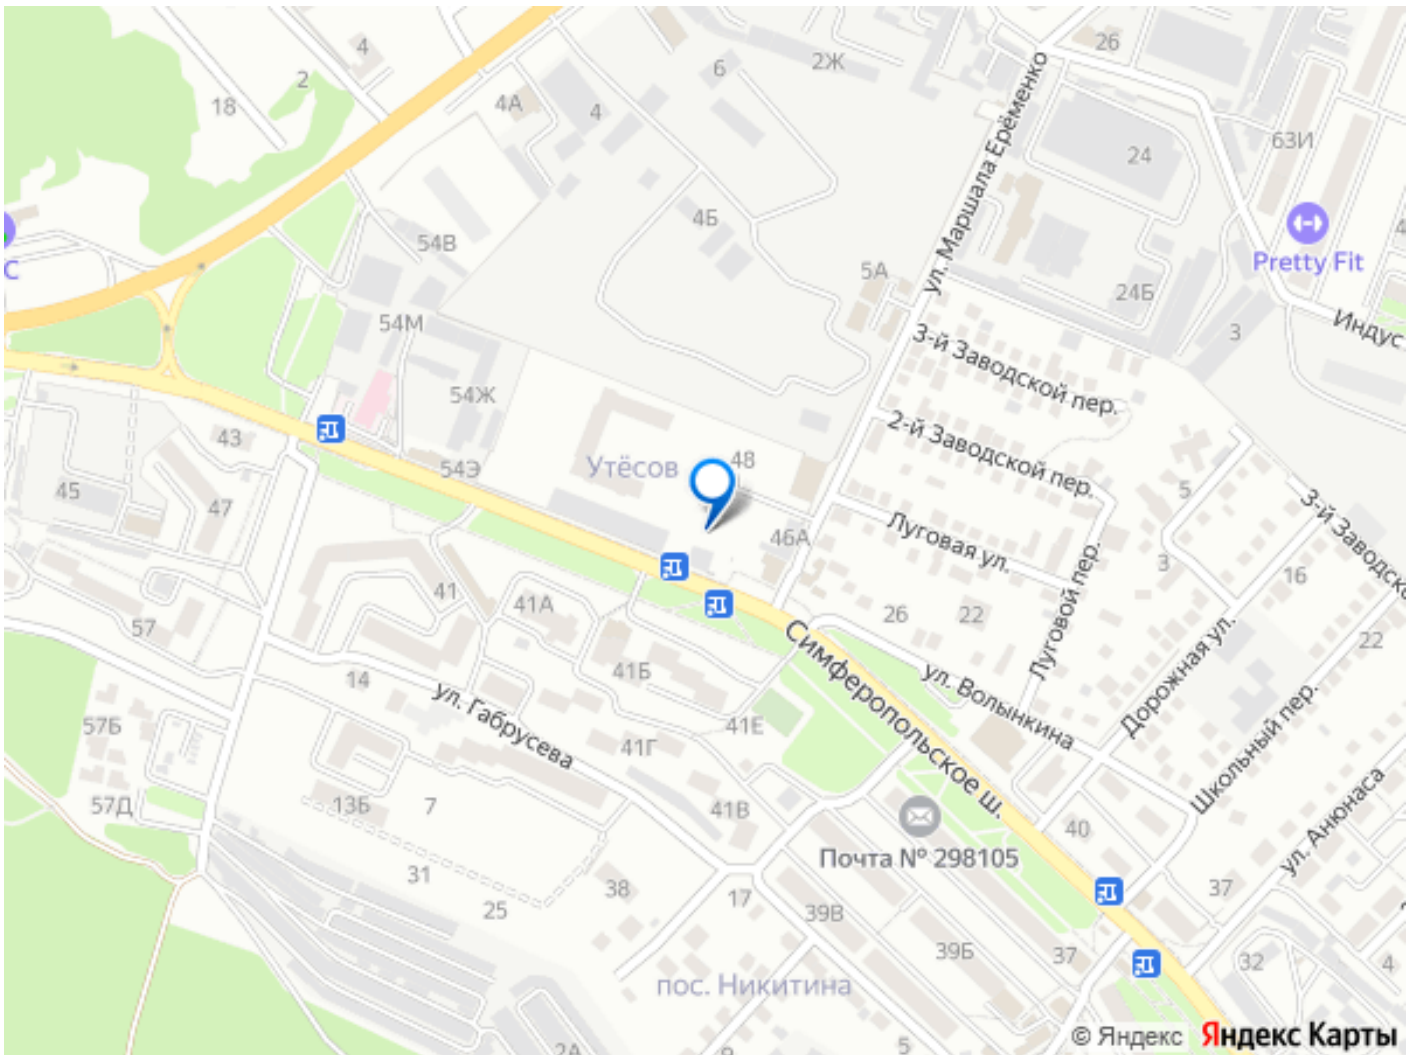 4
2
18
4А
4
6
2Ж
26
ул. Маршала Ерёменко
24
63И
Pretty Fit
С
54В
4Б
5А
24Б
3
Индус
54М
54Ж
3-й Заводской пер.
2-й Заводской пер.
43
54Э
Утёсов
48
45
47
46А
Луговая ул.
5
3
3-й Заводско
16
Луговой пер.
41
41А
57
26
22
22
Симферопольское ш.
ул. Волынкина
Дорожная ул.
Школьный пер.
14
ул. Габрусева
41Б
41Е
41Г
57Б
57Д
13Б
7
41В
Почта № 298105
40
ул. Анюнаса
31
25
38
17
39В
39Б
37
37
32
4
пос. Никитина
2А
9
5
© Яндекс
Яндекс Карты